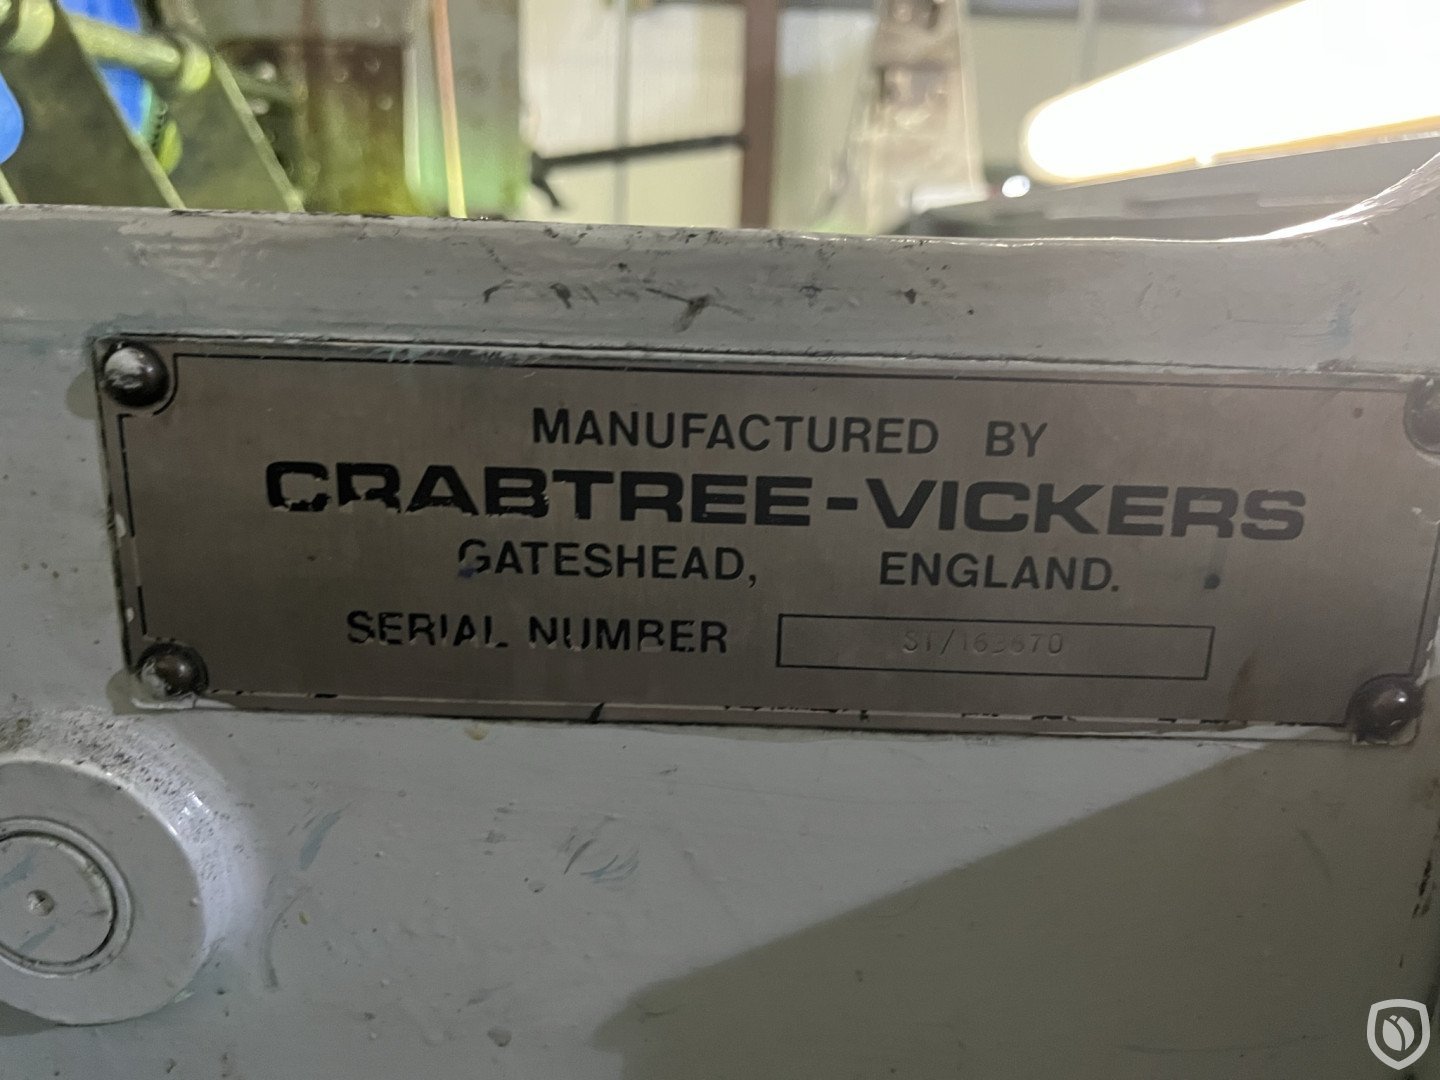 MANUFACTURED BY
CRABTREE-VICKERS
GATESHEAD, ENGLAND.
SERIAL NUMBER